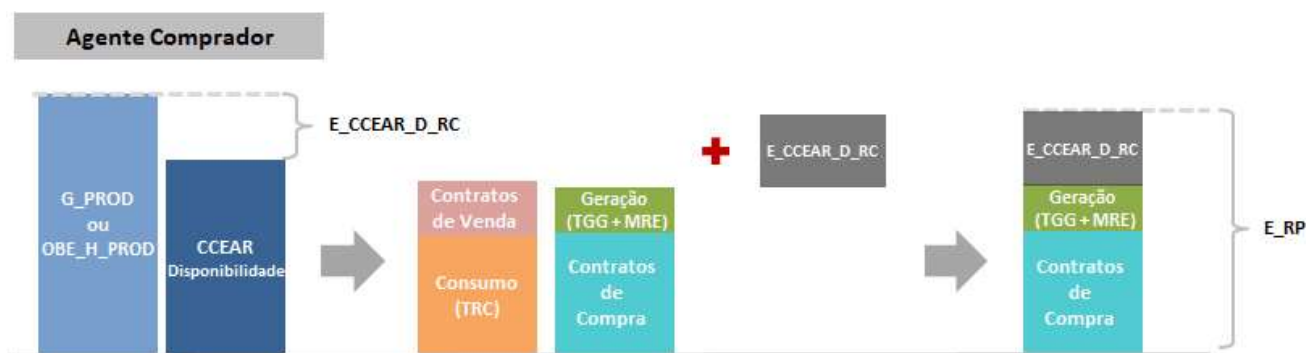 Agente Comprador
G_PROD
ou
OBE_H_PROD
CCEAR
Disponibilidade
E_CCEAR_D_RC
Contratos
de Venda
Consumo
(TRC)
Geração
(TGG + MRE)
Contratos
de
Compra
E_CCEAR_D_RC
E_CCEAR_D_RC
Geração
(TGG + MRE)
Contratos
de
Compra
E_RP